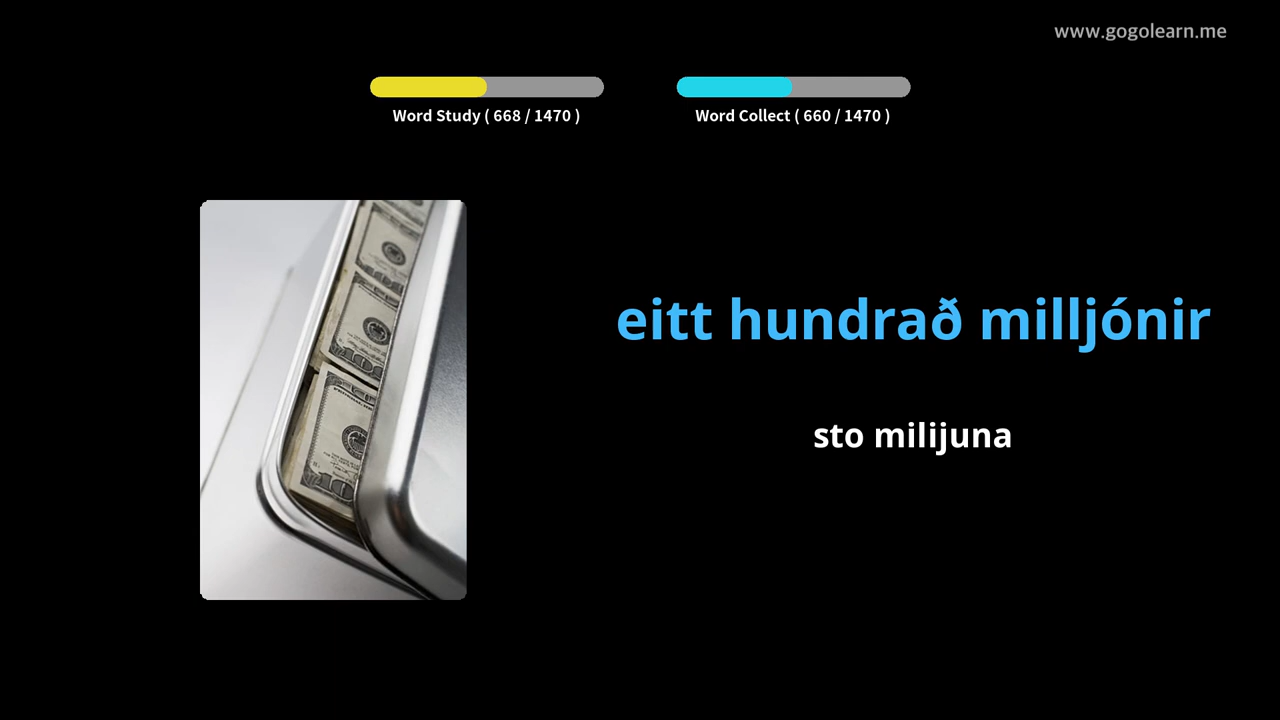 www.gogolearn.me
Word Study ( 668 / 1470 )
Word Collect ( 660 / 1470 )
eitt hundrað milljónir
sto milijuna